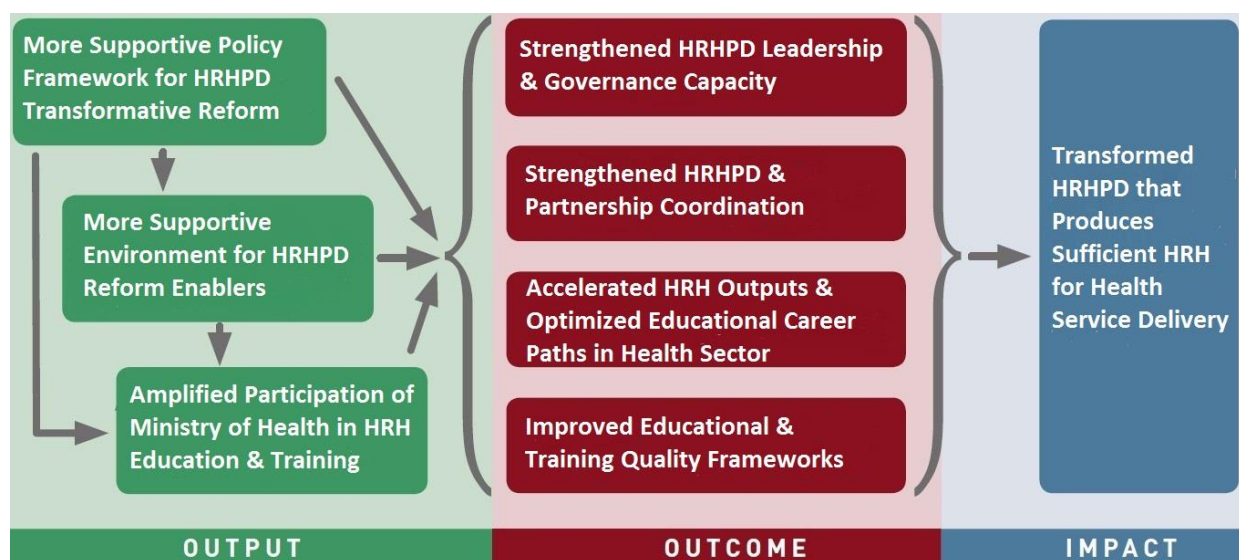 More Supportive Policy
Framework for HRHPD
Transformative Reform
More Supportive
Environment for HRHPD
Reform Enablers
Amplified Participation of
Ministry of Health in HRH
Education & Training
OUTPUT
Strengthened HRHPD Leadership
& Governance Capacity
Strengthened HRHPD &
Partnership Coordination
Accelerated HRH Outputs &
Optimized Educational Career
Paths in Health Sector
Improved Educational &
Training Quality Frameworks
OUTCOME
Transformed
HRHPD that
Produces
Sufficient HRH
for Health
Service Delivery
IMPACT